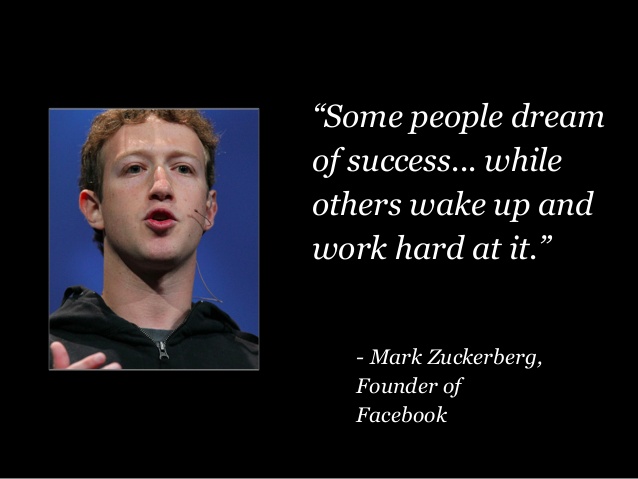 “Some people dream
of success... while
others wake up and
work hard at it.”
- Mark Zuckerberg,
Founder of
Facebook